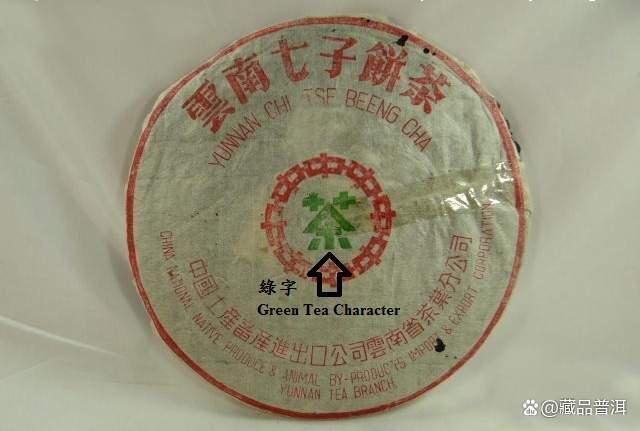 雲南七子餅茶
YUNNAN CHI TSE BEENG CHA
茶
綠字
Green Tea Character
中國土產畜產進出口公司雲南省茶葉分公司
CHINA NATIONAL NATIVE PRODUCE & ANIMAL BY-PRODUCTS IMPORT & EXPORT CORPORATION
YUNNAN TEA BRANCH
藏品普洱